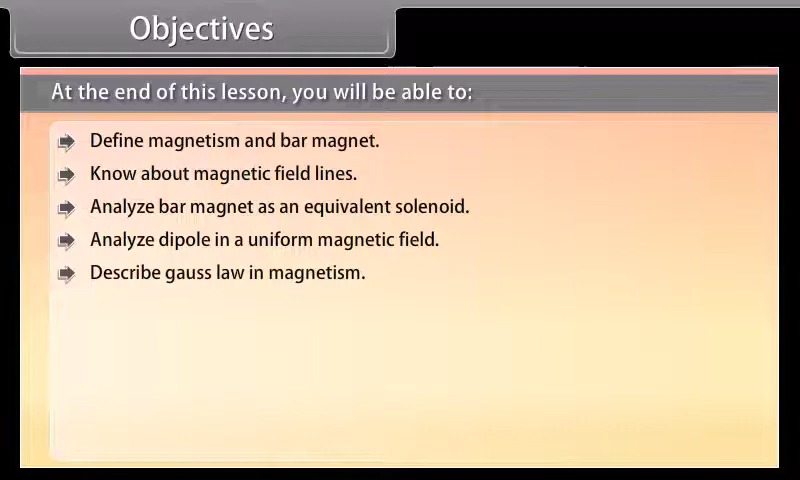 Objectives
At the end of this lesson, you will be able to:
Define magnetism and bar magnet.
Know about magnetic field lines.
Analyze bar magnet as an equivalent solenoid.
Analyze dipole in a uniform magnetic field.
Describe gauss law in magnetism.